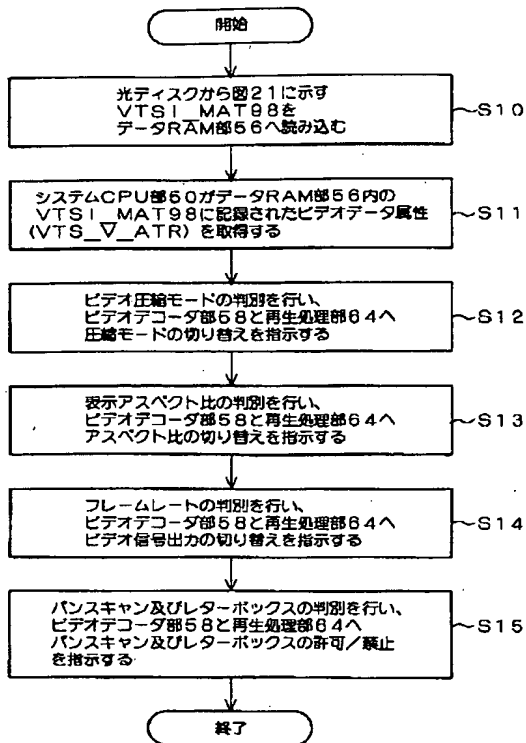 開始
光ディスクから図21に示す
VTSI_MAT98を
データRAM部56へ読み込む
~S10
システムCPU部50がデータRAM部56内の
VTSI_MAT98に記録されたビデオデータ属性
(VTS_V_ATR)を取得する
~S11
ビデオ圧縮モードの判別を行い、
ビデオデコーダ部58と再生処理部64へ
圧縮モードの切り替えを指示する
~S12
表示アスペクト比の判別を行い、
ビデオデコーダ部58と再生処理部64へ
アスペクト比の切り替えを指示する
~S13
フレームレートの判別を行い、
ビデオデコーダ部58と再生処理部64へ
ビデオ信号出力の切り替えを指示する
~S14
パンスキャン及びレターボックスの判別を行い、
ビデオデコーダ部58と再生処理部64へ
パンスキャン及びレターボックスの許可/禁止
を指示する
~S15
終了